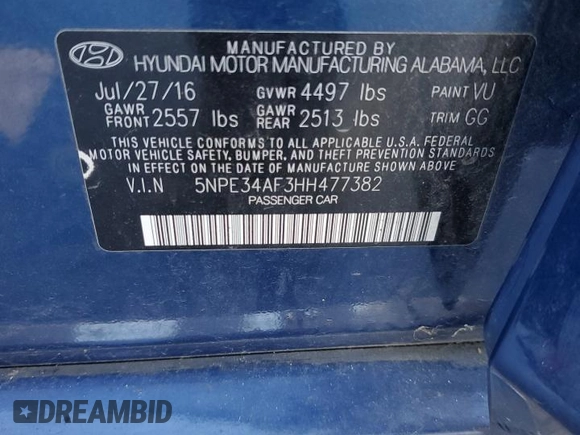 MANUFACTURED BY
HYUNDAI MOTOR MANUFACTURING ALABAMA, LLC
Jul/27/16 GVWR 4497 lbs PAINT VU
GAWR FRONT 2557 lbs GAWR REAR 2513 lbs TRIM GG
THIS VEHICLE CONFORMS TO ALL APPLICABLE U.S.A. FEDERAL
MOTOR VEHICLE SAFETY, BUMPER, AND THEFT PREVENTION STANDARDS
IN EFFECT ON THE DATE OF MANUFACTURE SHOWN ABOVE
V.I.N 5NPE34AF3HH477382
PASSENGER CAR
DREAMBID